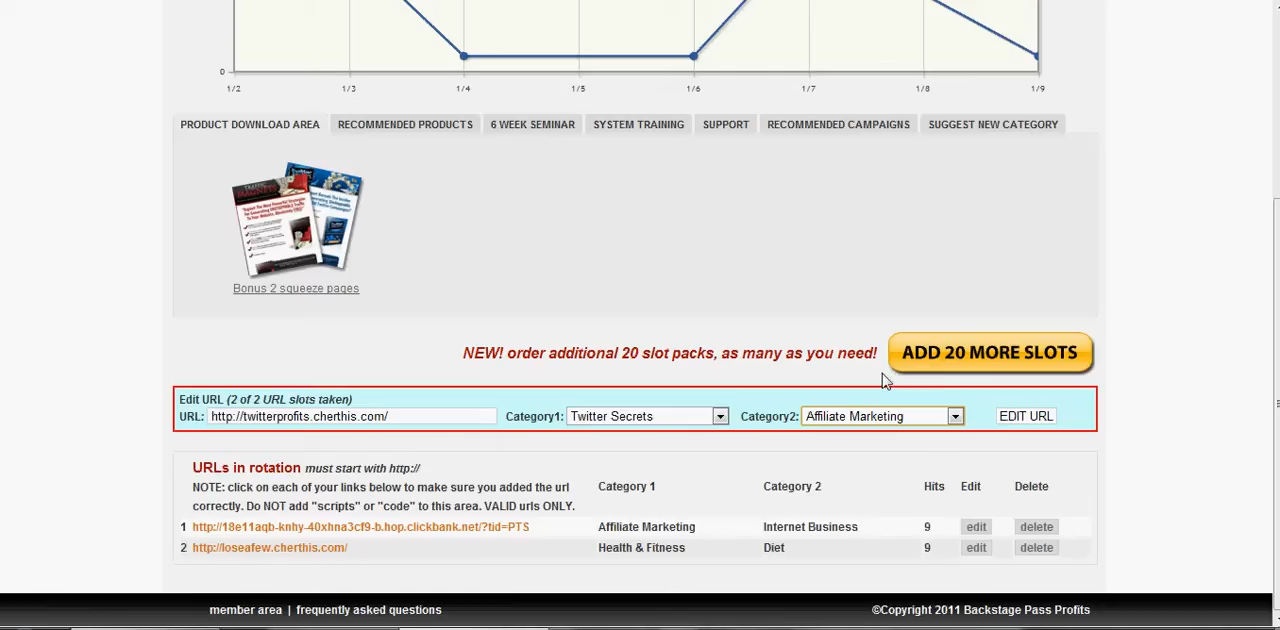 0
1/2 1/3 1/4 1/5 1/6 1/7 1/8 1/9
PRODUCT DOWNLOAD AREA RECOMMENDED PRODUCTS 6 WEEK SEMINAR SYSTEM TRAINING SUPPORT RECOMMENDED CAMPAIGNS SUGGEST NEW CATEGORY
Bonus 2 squeeze pages
NEW! order additional 20 slot packs, as many as you need! ADD 20 MORE SLOTS
Edit URL (2 of 2 URL slots taken)
URL: http://twitterprofits.cherthis.com/ Category1: Twitter Secrets Category2: Affiliate Marketing EDIT URL
URLs in rotation must start with http://
NOTE: click on each of your links below to make sure you added the url Category 1 Category 2 Hits Edit Delete
correctly. Do NOT add "scripts" or "code" to this area. VALID urls ONLY.
1 http://18e11aqb-knhy-40xhna3cf9-b.hop.clickbank.net/?tid=PTS Affiliate Marketing Internet Business 9 edit delete
2 http://loseafew.cherthis.com/ Health & Fitness Diet 9 edit delete
member area | frequently asked questions ©Copyright 2011 Backstage Pass Profits